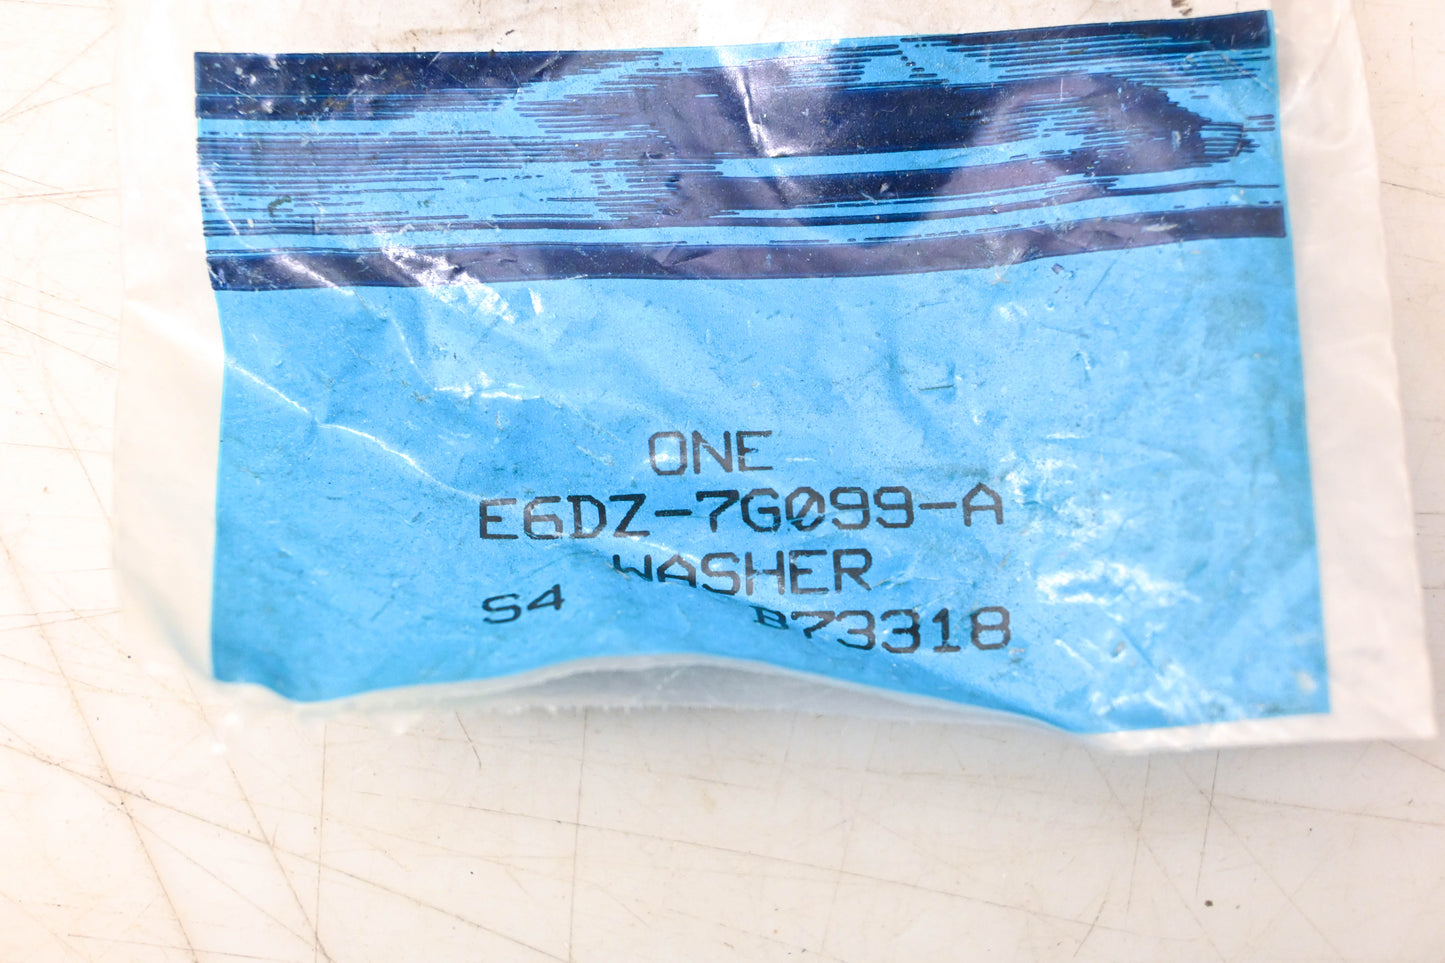 ONE
E6DZ-7G099-A
WASHER
S4 B73318